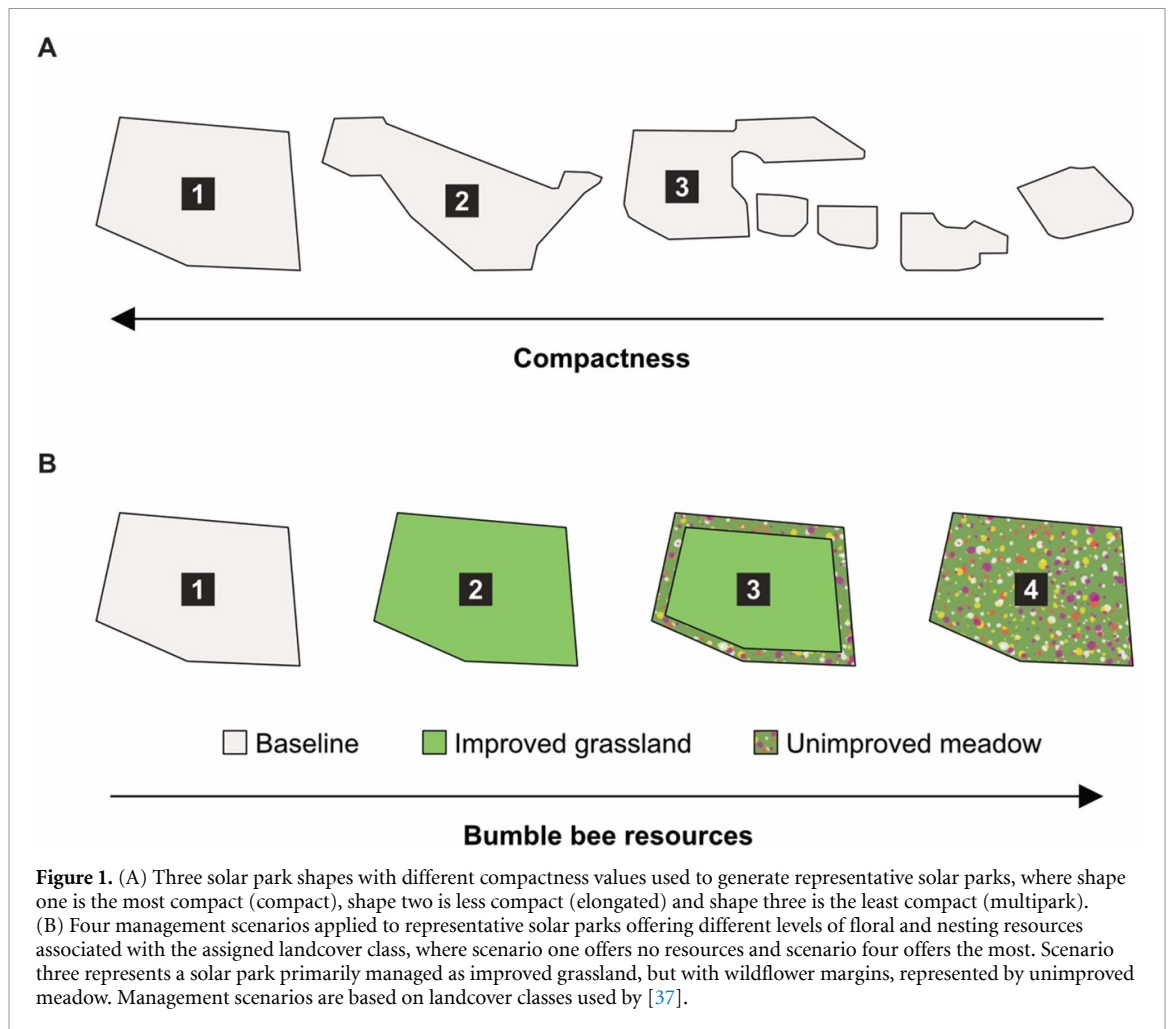 A
1
2
3
Compactness
B
1
2
3
4
Baseline
Improved grassland
Unimproved meadow
Bumble bee resources
Figure 1. (A) Three solar park shapes with different compactness values used to generate representative solar parks, where shape
one is the most compact (compact), shape two is less compact (elongated) and shape three is the least compact (multipark).
(B) Four management scenarios applied to representative solar parks offering different levels of floral and nesting resources
associated with the assigned landcover class, where scenario one offers no resources and scenario four offers the most. Scenario
three represents a solar park primarily managed as improved grassland, but with wildflower margins, represented by unimproved
meadow. Management scenarios are based on landcover classes used by [37].